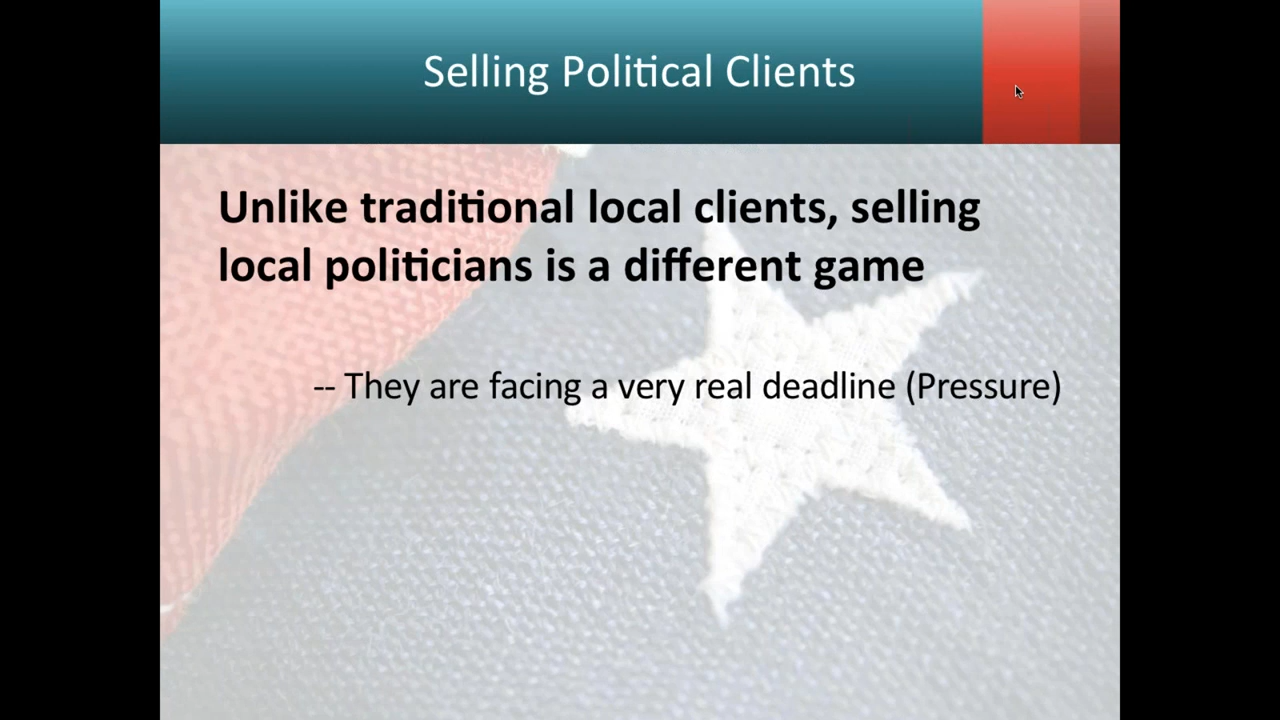 Selling Political Clients
Unlike traditional local clients, selling
local politicians is a different game
-- They are facing a very real deadline (Pressure)